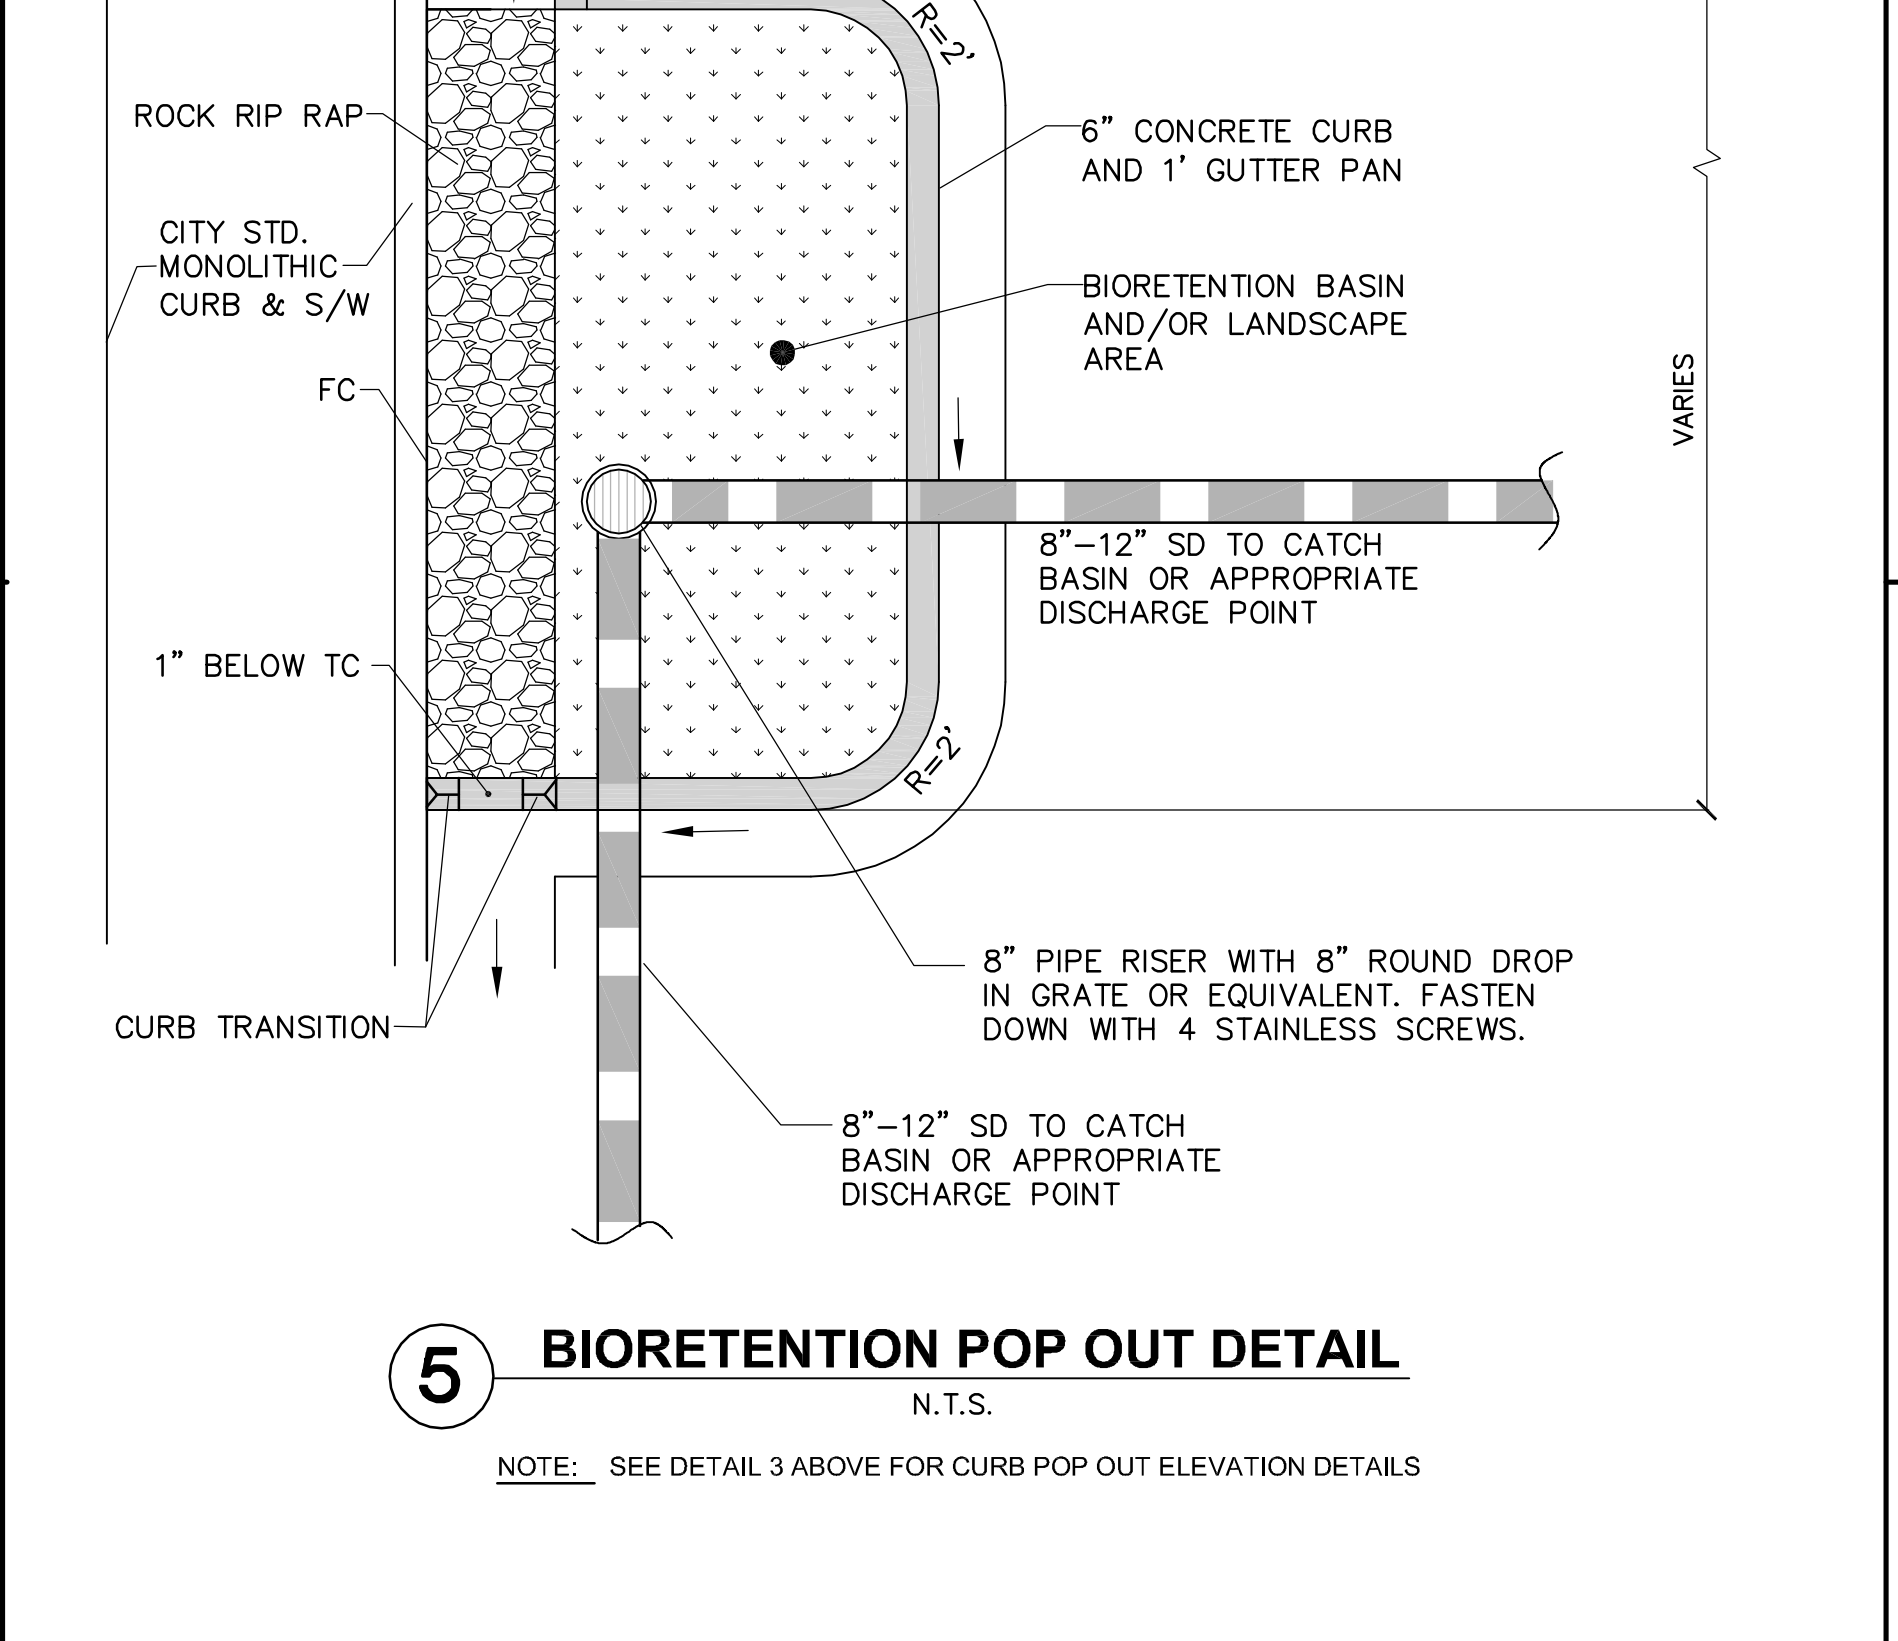 R=2'
ROCK RIP RAP
6" CONCRETE CURB
AND 1' GUTTER PAN
CITY STD.
MONOLITHIC
CURB & S/W
BIORETENTION BASIN
AND/OR LANDSCAPE
AREA
FC
VARIES
8"-12" SD TO CATCH
BASIN OR APPROPRIATE
DISCHARGE POINT
1" BELOW TC
R=2'
8" PIPE RISER WITH 8" ROUND DROP
IN GRATE OR EQUIVALENT. FASTEN
DOWN WITH 4 STAINLESS SCREWS.
CURB TRANSITION
8"-12" SD TO CATCH
BASIN OR APPROPRIATE
DISCHARGE POINT
5
BIORETENTION POP OUT DETAIL
N.T.S.
NOTE: SEE DETAIL 3 ABOVE FOR CURB POP OUT ELEVATION DETAILS